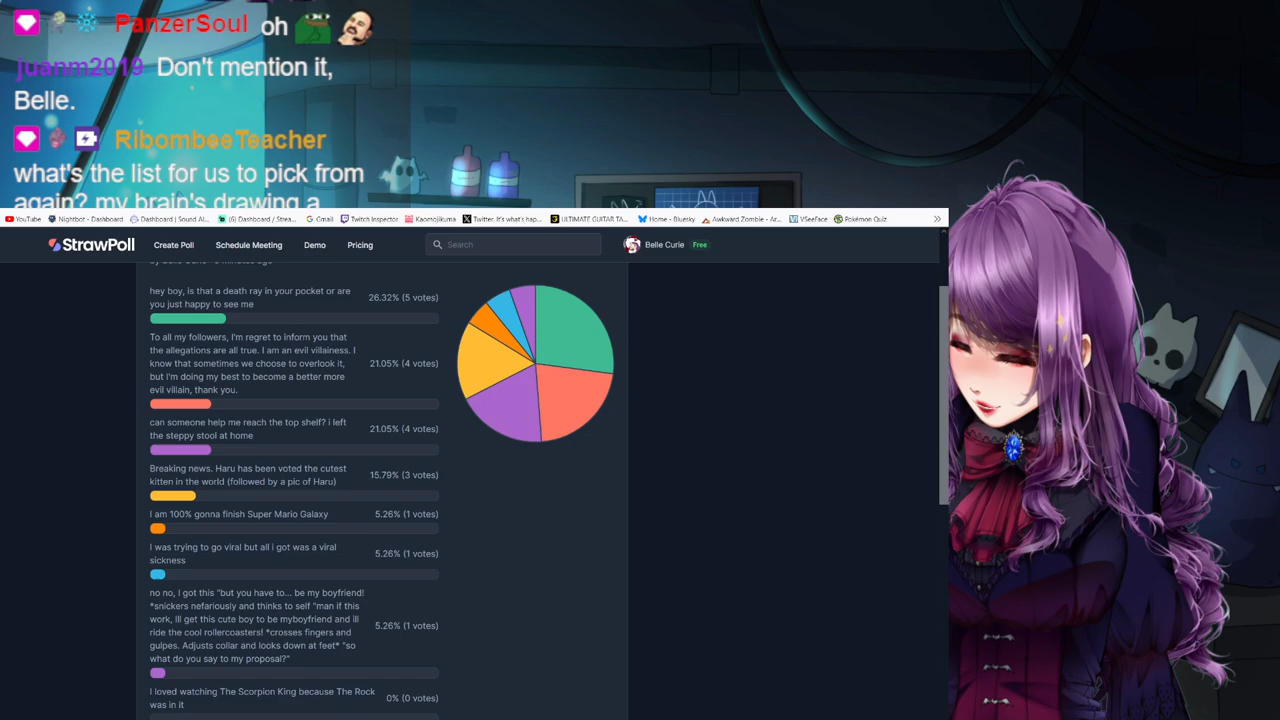 PanzerSoul oh
juanm2019 Don't mention it,
Belle.
RibombeeTeacher
what's the list for us to pick from
again? my brain's drawing a
YouTube Nightbot - Dashboard Dashboard | Sound Al... (6) Dashboard / Strea... Gmail Twitch Inspector Kaomojikuma Twitter. It's what's hap... ULTIMATE GUITAR TA... Home - Bluesky Awkward Zombie - Ar... VSeeFace Pokémon Quiz »
StrawPoll Create Poll Schedule Meeting Demo Pricing Search Belle Curie Free
hey boy, is that a death ray in your pocket or are
you just happy to see me
26.32% (5 votes)
To all my followers, I'm regret to inform you that
the allegations are all true. I am an evil villainess. I
know that sometimes we choose to overlook it,
but I'm doing my best to become a better more
evil villain, thank you.
21.05% (4 votes)
can someone help me reach the top shelf? i left
the steppy stool at home
21.05% (4 votes)
Breaking news. Haru has been voted the cutest
kitten in the world (followed by a pic of Haru)
15.79% (3 votes)
I am 100% gonna finish Super Mario Galaxy
5.26% (1 votes)
I was trying to go viral but all i got was a viral
sickness
5.26% (1 votes)
no no, I got this "but you have to... be my boyfriend!
*snickers nefariously and thinks to self "man if this
work, Ill get this cute boy to be myboyfriend and ill
ride the cool rollercoasters! *crosses fingers and
gulpes. Adjusts collar and looks down at feet* "so
what do you say to my proposal?"
5.26% (1 votes)
I loved watching The Scorpion King because The Rock
was in it
0% (0 votes)